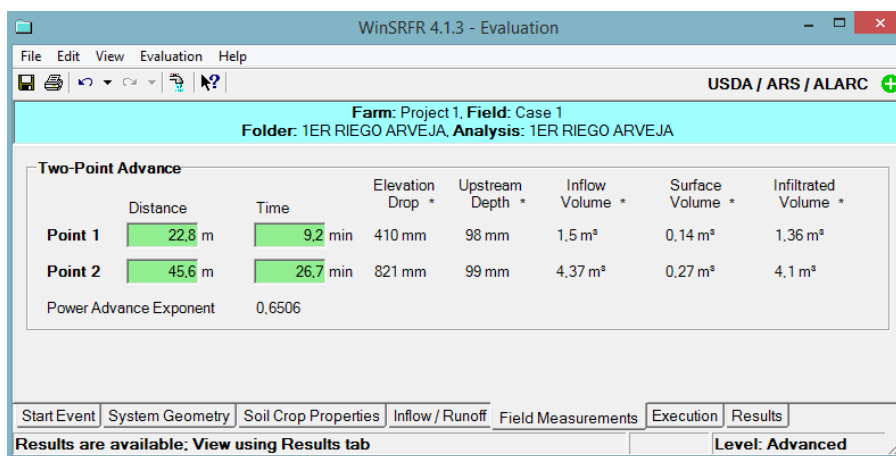 WinSRFR 4.1.3 - Evaluation
File Edit View Evaluation Help
USDA / ARS / ALARC
Farm: Project 1, Field: Case 1
Folder: 1ER RIEGO ARVEJA, Analysis: 1ER RIEGO ARVEJA
Two-Point Advance
Distance Time Elevation Drop * Upstream Depth * Inflow Volume * Surface Volume * Infiltrated Volume *
Point 1 22,8 m 9,2 min 410 mm 98 mm 1,5 m³ 0,14 m³ 1,36 m³
Point 2 45,6 m 26,7 min 821 mm 99 mm 4,37 m³ 0,27 m³ 4,1 m³
Power Advance Exponent 0,6506
Start Event System Geometry Soil Crop Properties Inflow / Runoff Field Measurements Execution Results
Results are available; View using Results tab Level: Advanced